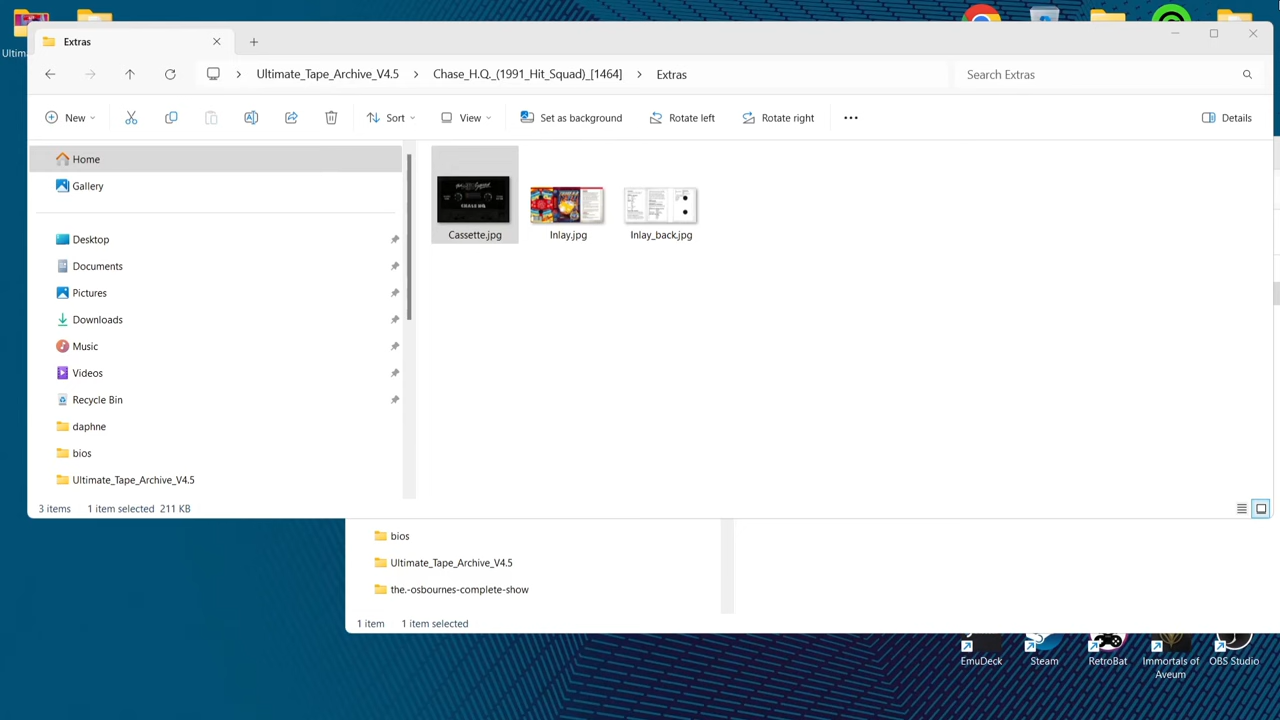 Ultima
Extras
Ultimate_Tape_Archive_V4.5
Chase_H.Q._(1991_Hit_Squad)_[1464]
Extras
Search Extras
New
Sort
View
Set as background
Rotate left
Rotate right
Details
Home
Gallery
Desktop
Documents
Pictures
Downloads
Music
Videos
Recycle Bin
daphne
bios
Ultimate_Tape_Archive_V4.5
CHASE HQ
Cassette.jpg
Inlay.jpg
Inlay_back.jpg
3 items
1 item selected 211 KB
bios
Ultimate_Tape_Archive_V4.5
the.-osbournes-complete-show
1 item
1 item selected
EmuDeck
Steam
RetroBat
Immortals of
Aveum
OBS Studio